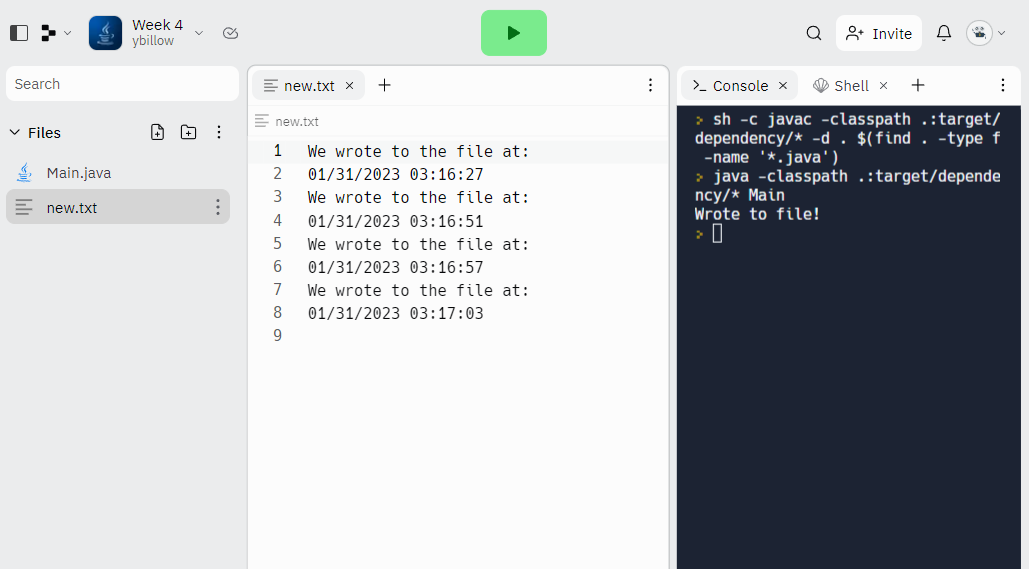 Week 4
ybillow
Invite
Search
Files
Main.java
new.txt
new.txt
new.txt
1 We wrote to the file at:
2 01/31/2023 03:16:27
3 We wrote to the file at:
4 01/31/2023 03:16:51
5 We wrote to the file at:
6 01/31/2023 03:16:57
7 We wrote to the file at:
8 01/31/2023 03:17:03
9
Console
Shell
> sh -c javac -classpath .:target/
dependency/* -d . $(find . -type f
 -name '*.java')
> java -classpath .:target/depende
ncy/* Main
Wrote to file!
>